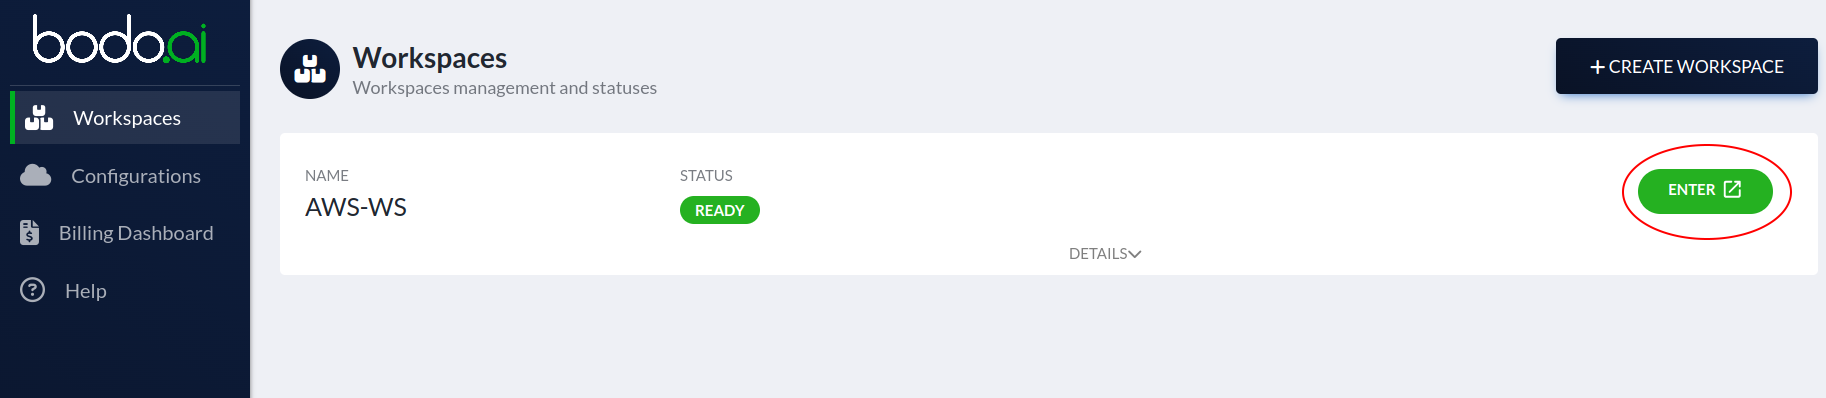 bodo.ai
Workspaces
Configurations
Billing Dashboard
Help
Workspaces
Workspaces management and statuses
+ CREATE WORKSPACE
NAME
AWS-WS
STATUS
READY
ENTER
DETAILS